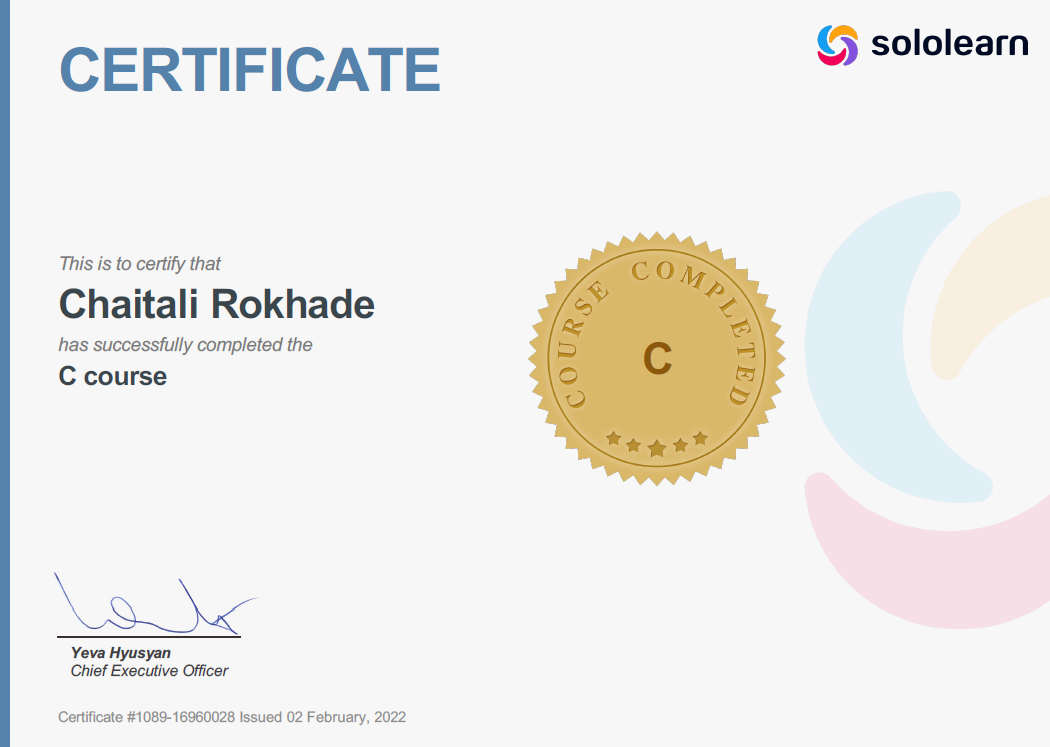 CERTIFICATE
sololearn
This is to certify that
Chaitali Rokhade
has successfully completed the
C course
COURSE COMPLETED
C
Yeva Hyusyan
Chief Executive Officer
Certificate #1089-16960028 Issued 02 February, 2022